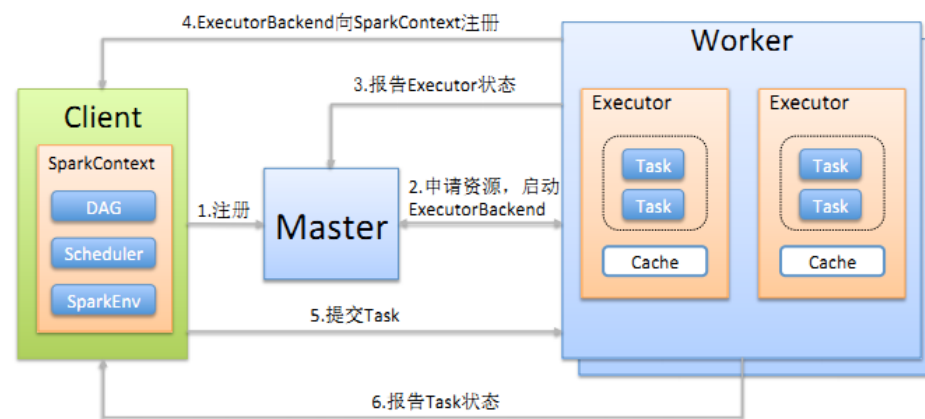 4.ExecutorBackend向SparkContext注册
Worker
3.报告Executor状态
Executor
Executor
Client
SparkContext
Task
Task
DAG
1.注册
Master
2.申请资源，启动
ExecutorBackend
Task
Task
Scheduler
Cache
Cache
SparkEnv
5.提交Task
6.报告Task状态